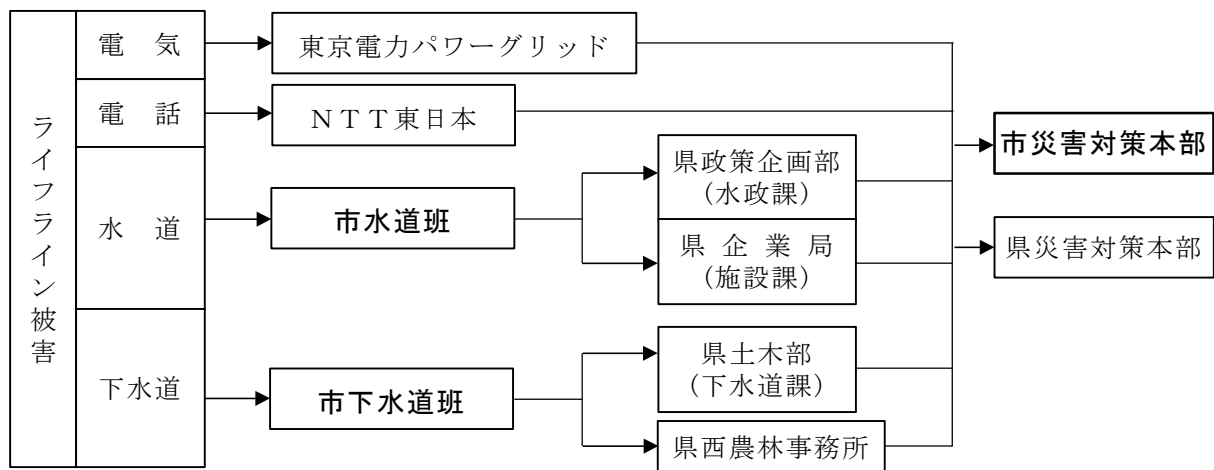 ライフライン被害
電　気
東京電力パワーグリッド
電　話
ＮＴＴ東日本
水　道
市水道班
県政策企画部
（水政課）
県 企 業 局
（施設課）
下水道
市下水道班
県土木部
（下水道課）
県西農林事務所
市災害対策本部
県災害対策本部